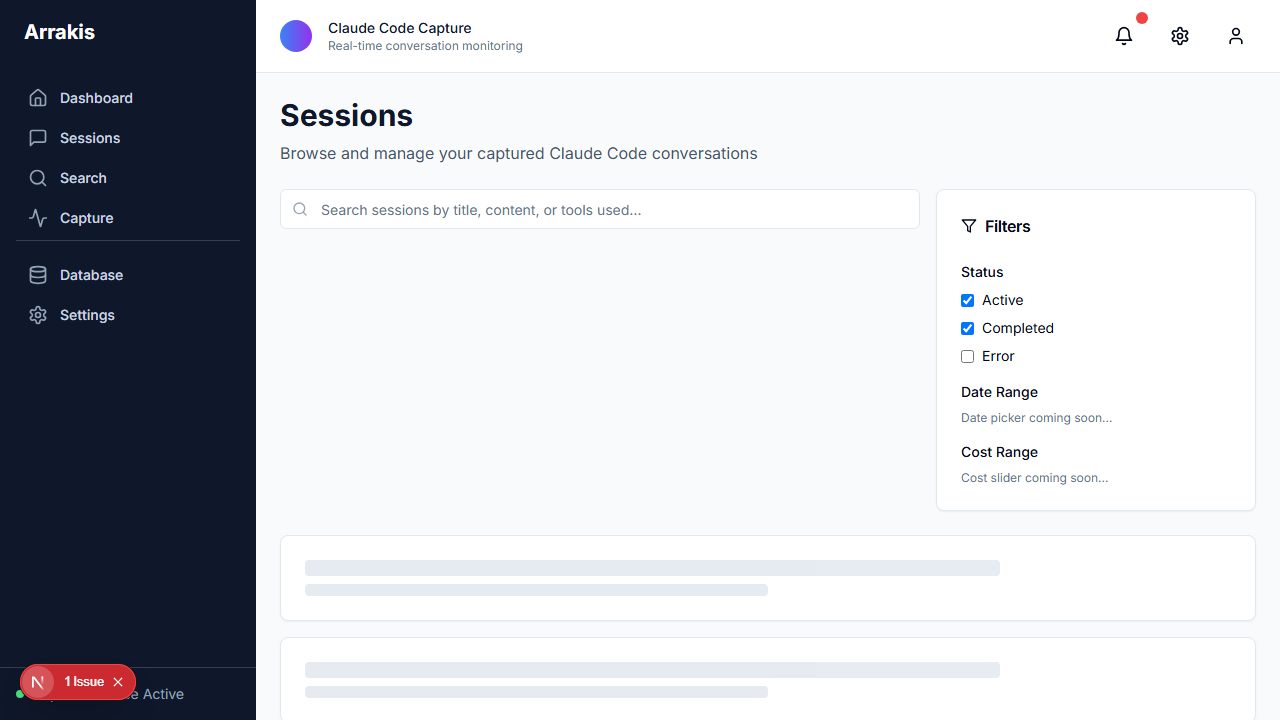 Arrakis
Dashboard
Sessions
Search
Capture
Database
Settings
Claude Code Capture
Real-time conversation monitoring
Sessions
Browse and manage your captured Claude Code conversations
Search sessions by title, content, or tools used...
Filters
Status
Active
Completed
Error
Date Range
Date picker coming soon...
Cost Range
Cost slider coming soon...
N
1 Issue
Active